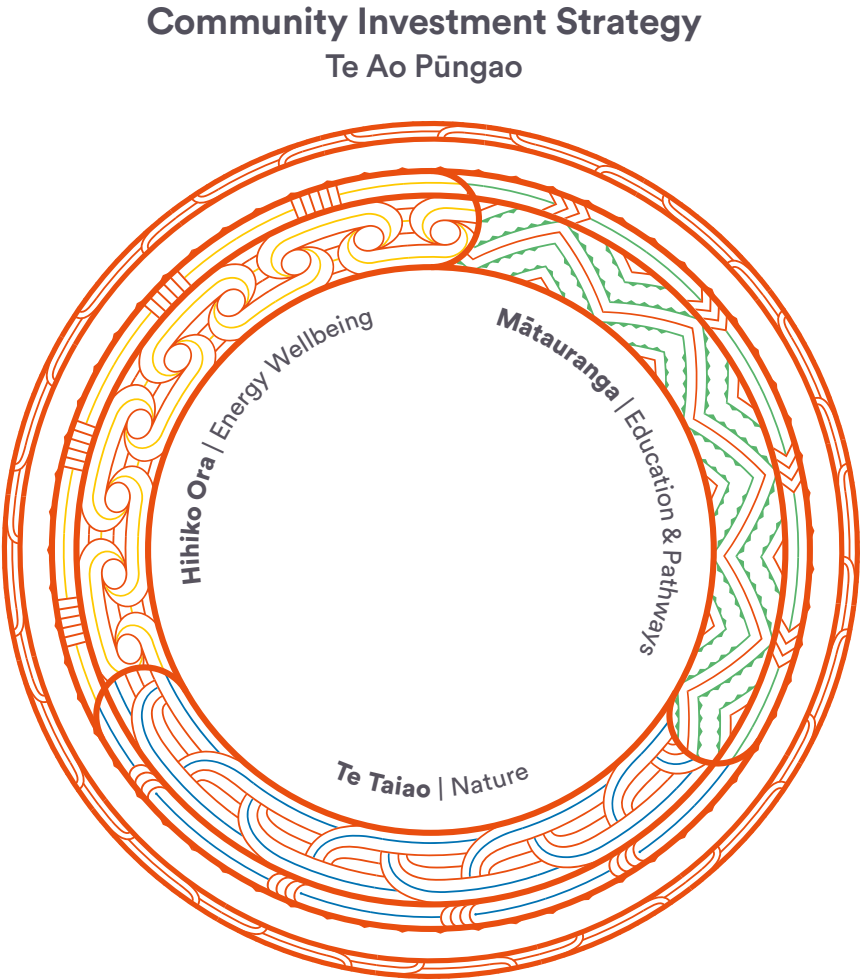 Community Investment Strategy
Te Ao Pūngao
Hihiko Ora | Energy Wellbeing
Mātauranga | Education & Pathways
Te Taiao | Nature